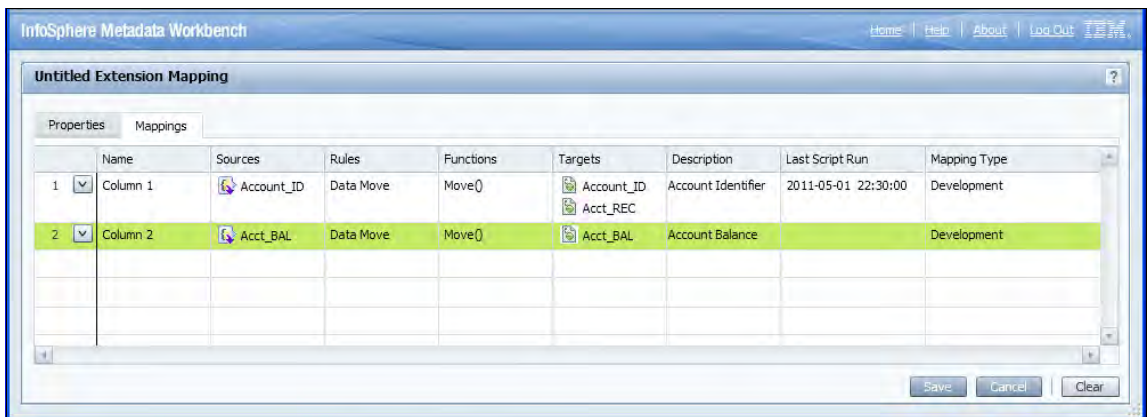 InfoSphere Metadata Workbench Home | Help | About | Log Out IBM.
Untitled Extension Mapping ?
Properties Mappings
Name Sources Rules Functions Targets Description Last Script Run Mapping Type
1 Column 1 Account_ID Data Move Move() Account_ID Account Identifier 2011-05-01 22:30:00 Development
Acct_REC
2 Column 2 Acct_BAL Data Move Move() Acct_BAL Account Balance Development
Save Cancel | Clear